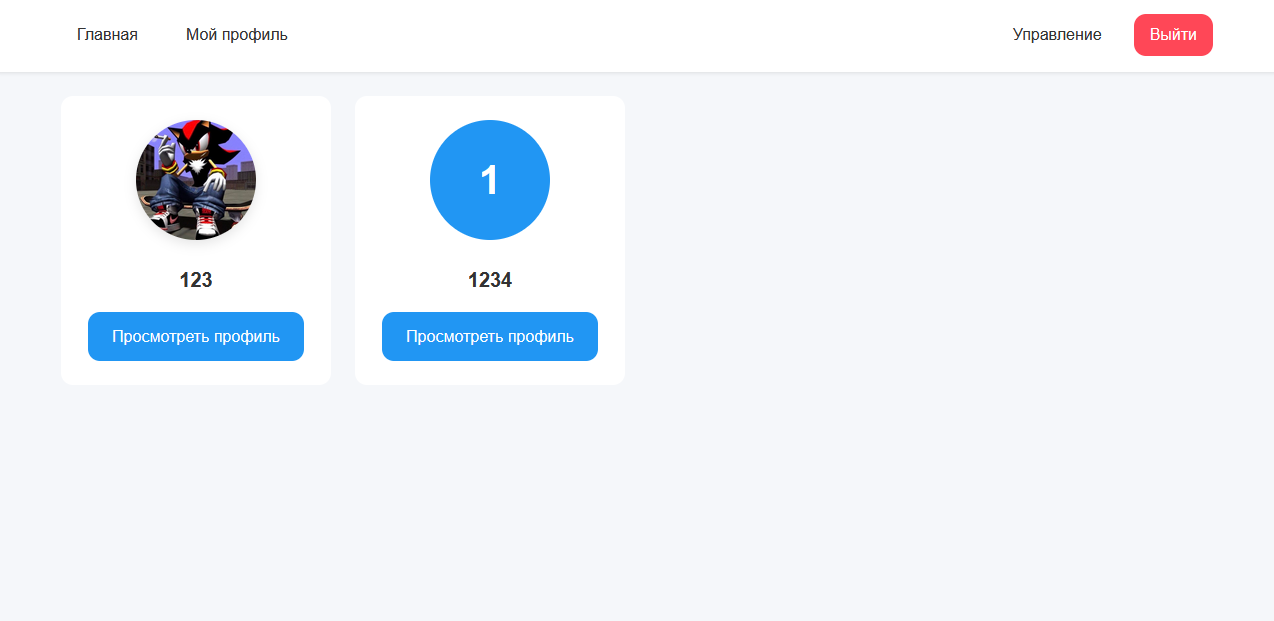 Главная
Мой профиль
Управление
Выйти
1
123
1234
Просмотреть профиль
Просмотреть профиль